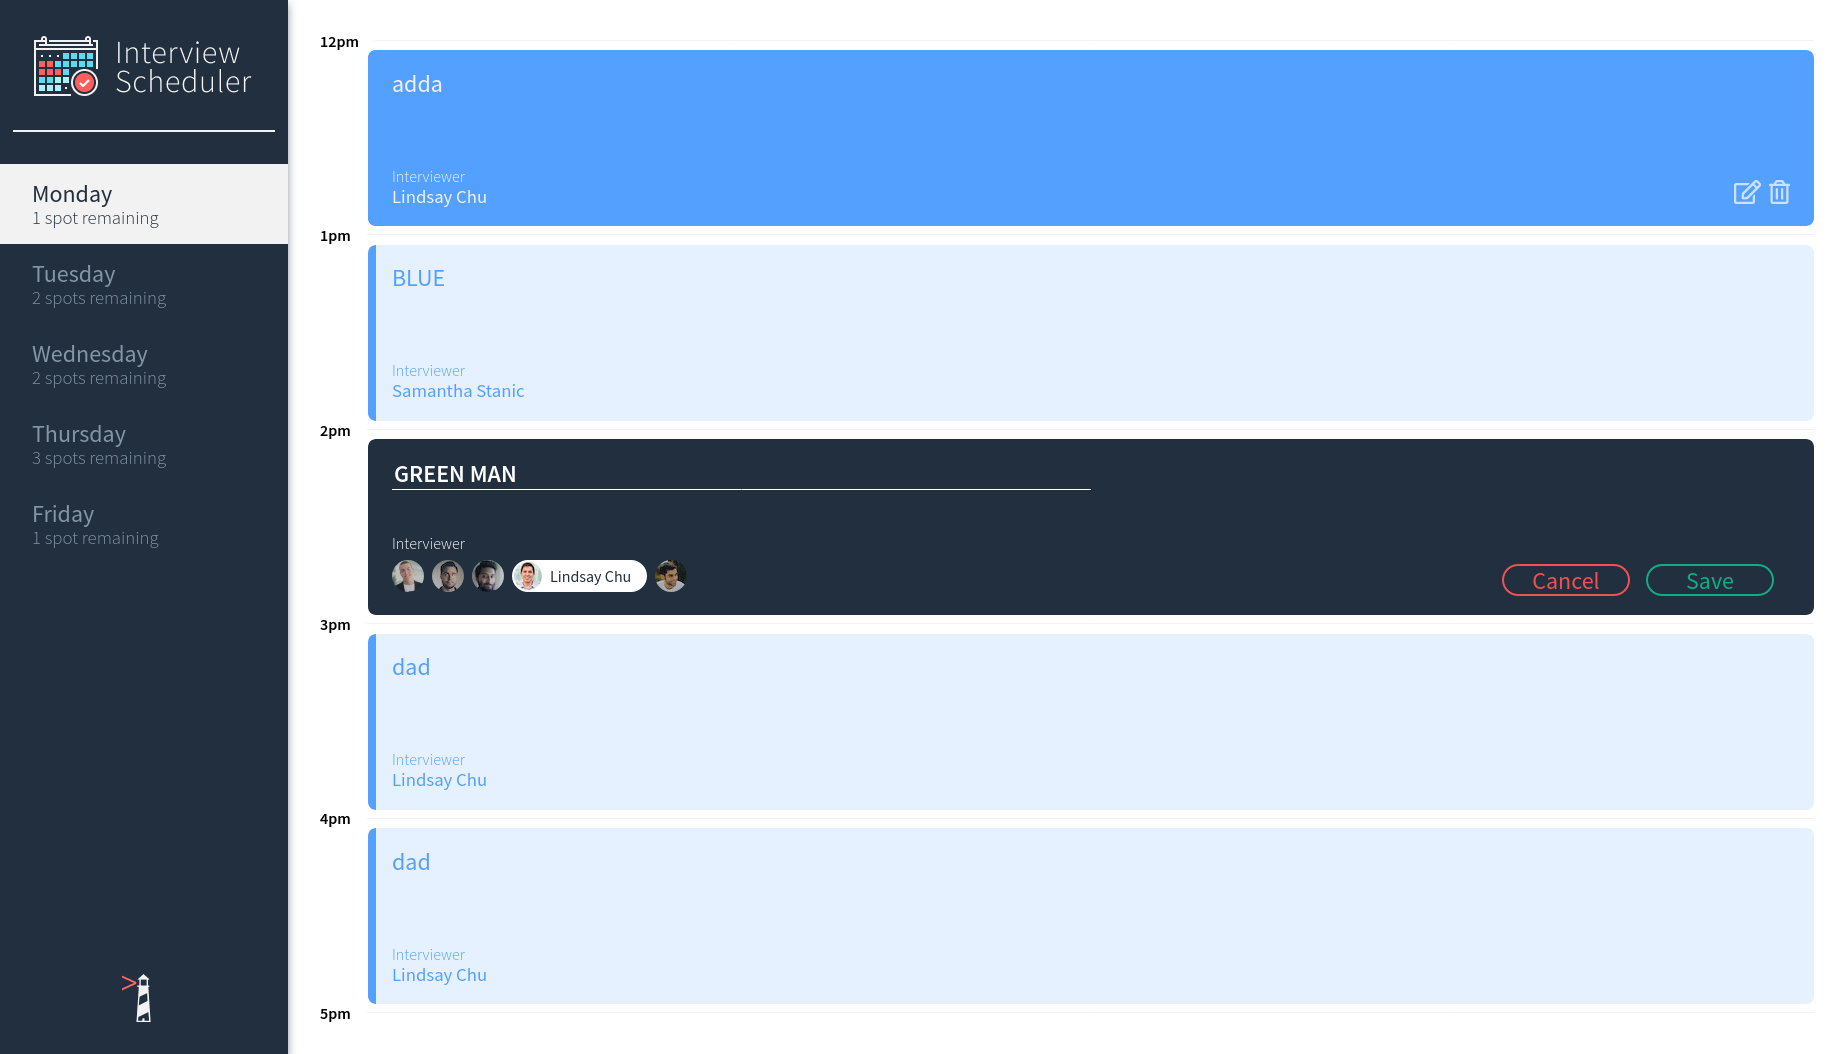 Interview
Scheduler
Monday
1 spot remaining
Tuesday
2 spots remaining
Wednesday
2 spots remaining
Thursday
3 spots remaining
Friday
1 spot remaining
12pm
adda
Interviewer
Lindsay Chu
1pm
BLUE
Interviewer
Samantha Stanic
2pm
GREEN MAN
Interviewer
Lindsay Chu
Cancel
Save
3pm
dad
Interviewer
Lindsay Chu
4pm
dad
Interviewer
Lindsay Chu
5pm